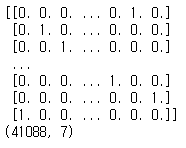 [[0. 0. 0. ... 0. 1. 0.]
[0. 1. 0. ... 0. 0. 0.]
[0. 0. 1. ... 0. 0. 0.]
...
[0. 0. 0. ... 1. 0. 0.]
[0. 0. 0. ... 0. 0. 1.]
[1. 0. 0. ... 0. 0. 0.]]
(41088, 7)